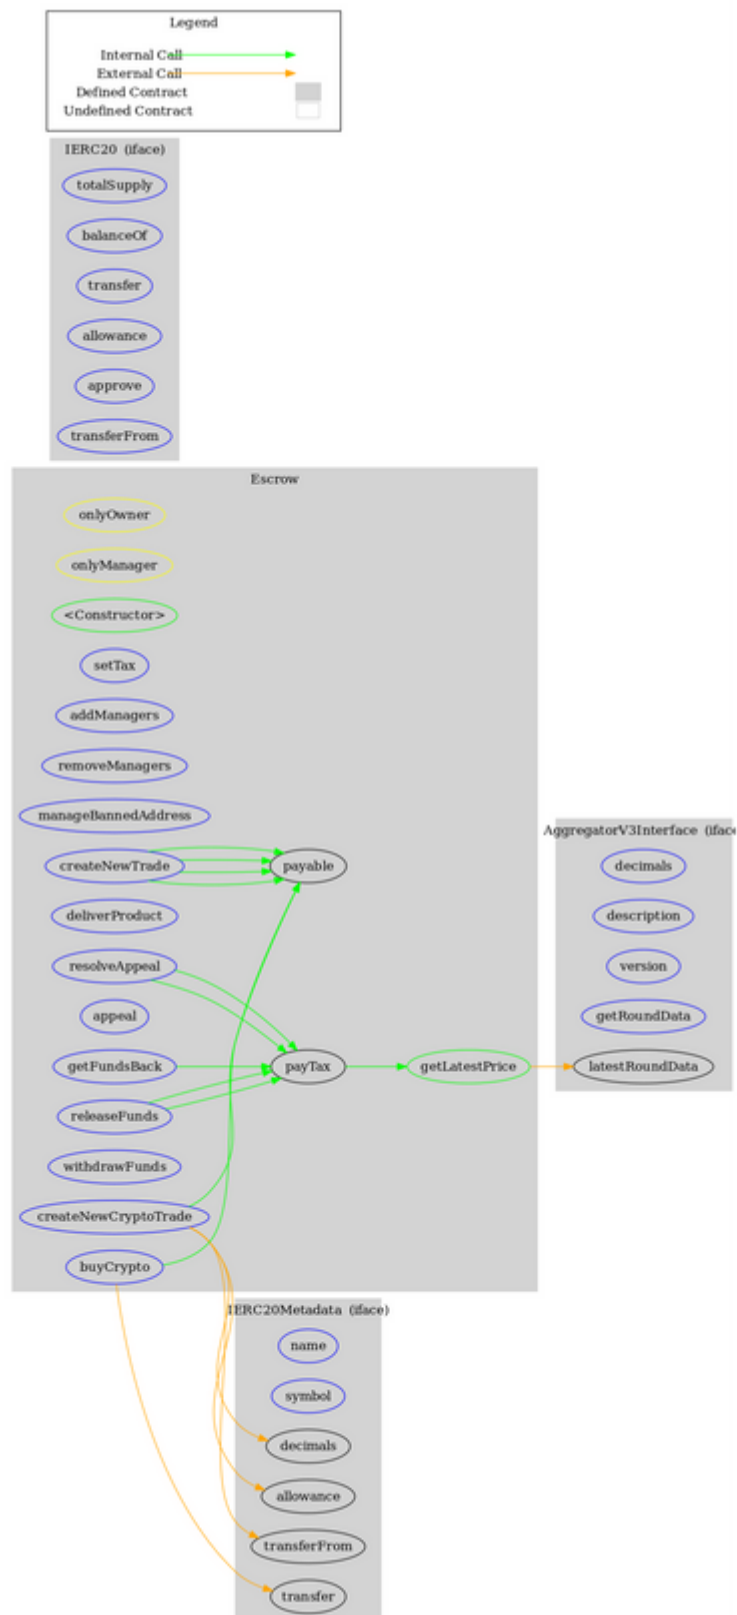 Legend
Internal Call
External Call
Defined Contract
Undefined Contract
IERC20 (iface)
totalSupply
balanceOf
transfer
allowance
approve
transferFrom
Escrow
onlyOwner
onlyManager
<Constructor>
setTax
addManagers
removeManagers
manageBannedAddress
createNewTrade
payable
deliverProduct
resolveAppeal
appeal
getFundsBack
payTax
getLatestPrice
releaseFunds
withdrawFunds
createNewCryptoTrade
buyCrypto
AggregatorV3Interface (iface
decimals
description
version
getRoundData
latestRoundData
IERC20Metadata (iface)
name
symbol
decimals
allowance
transferFrom
transfer